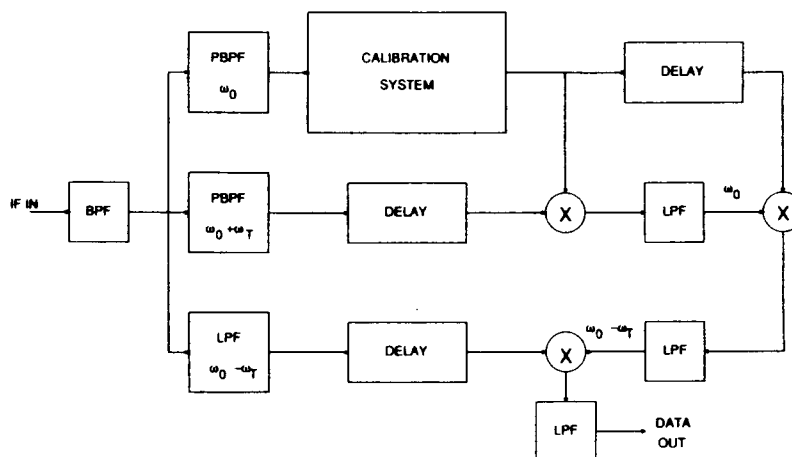 PBPF
ω0
CALIBRATION
SYSTEM
DELAY
IF IN
BPF
PBPF
ω0 +ωT
DELAY
X
LPF
ω0
X
LPF
ω0 -ωT
DELAY
X
ω0 -ωT
LPF
LPF
DATA
OUT